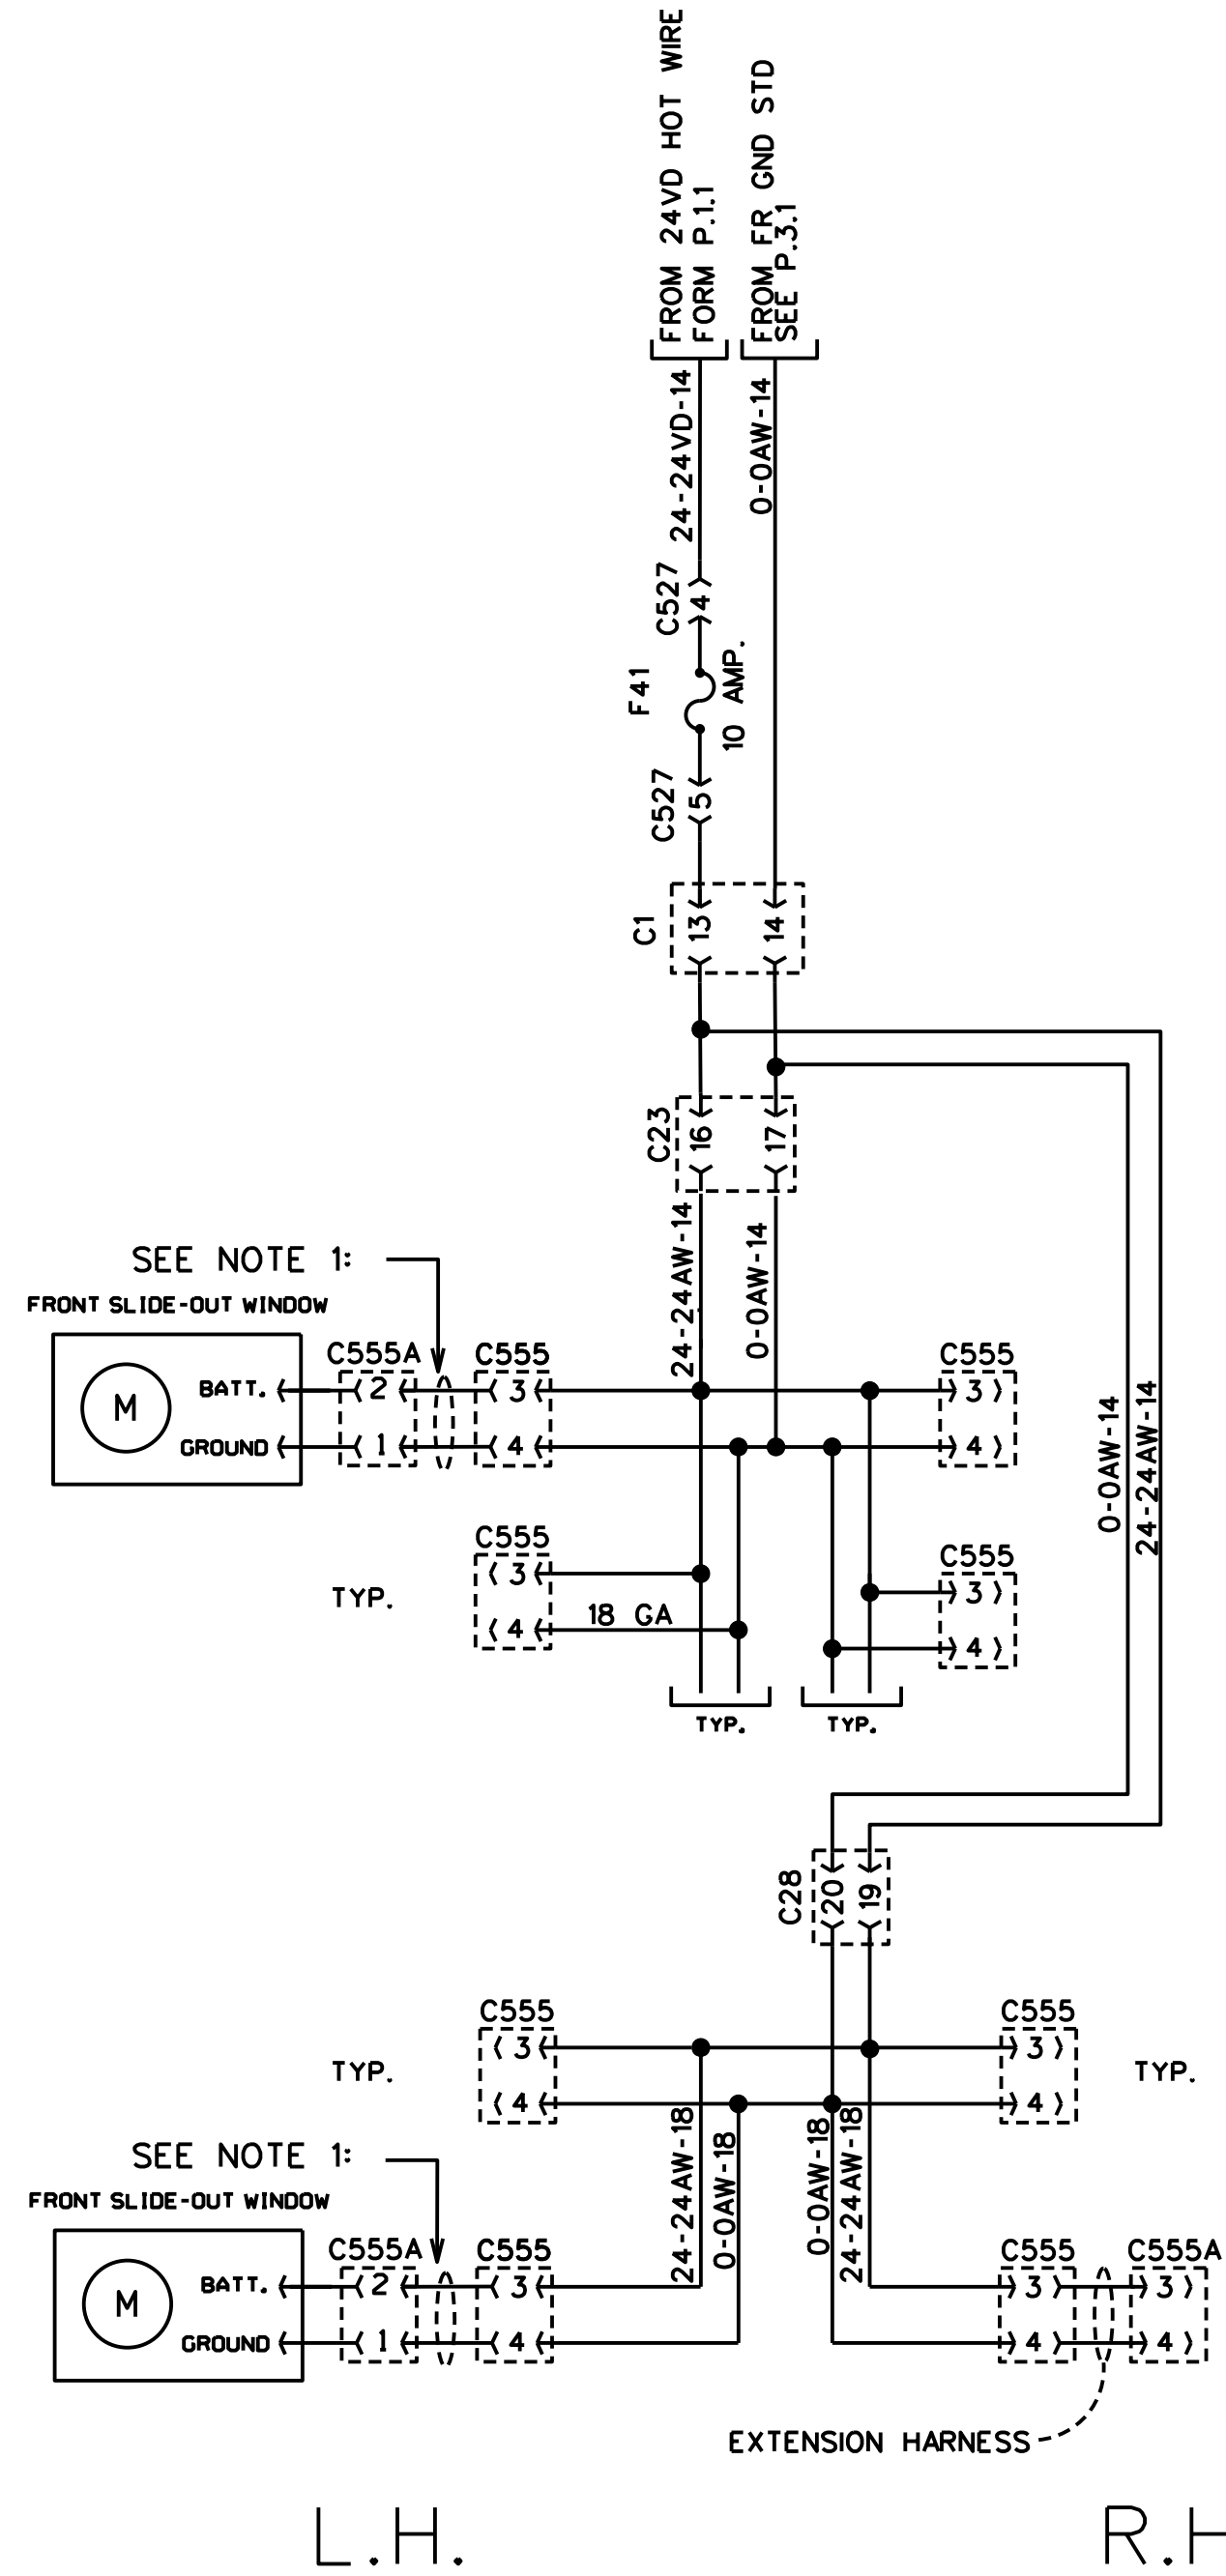 FROM 24VD HOT WIRE
FORM P.1.1
FROM FR GND STD
SEE P.3.1
24-24VD-14
0-0AW-14
C527
4
F41
10 AMP.
C527
5
C1
13
14
C23
16
17
24-24AW-14
0-0AW-14
SEE NOTE 1:
FRONT SLIDE-OUT WINDOW
M
BATT.
GROUND
C555A
2
1
C555
3
4
C555
3
4
0-0AW-14
24-24AW-14
TYP.
C555
3
4
18 GA
C555
3
4
TYP.
TYP.
C28
20
19
TYP.
C555
3
4
C555
3
4
TYP.
24-24AW-18
0-0AW-18
0-0AW-18
24-24AW-18
SEE NOTE 1:
FRONT SLIDE-OUT WINDOW
M
BATT.
GROUND
C555A
2
1
C555
3
4
C555
3
4
C555A
3
4
EXTENSION HARNESS
L.H.
R.H